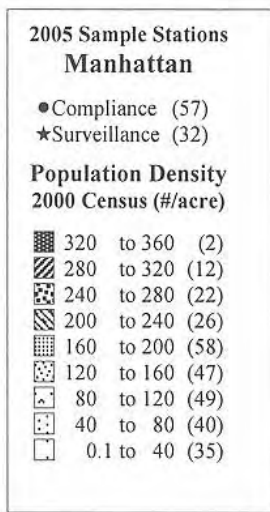 2005 Sample Stations
Manhattan
●Compliance (57)
★Surveillance (32)
Population Density
2000 Census (#/acre)
320 to 360 (2)
280 to 320 (12)
240 to 280 (22)
200 to 240 (26)
160 to 200 (58)
120 to 160 (47)
80 to 120 (49)
40 to 80 (40)
0.1 to 40 (35)